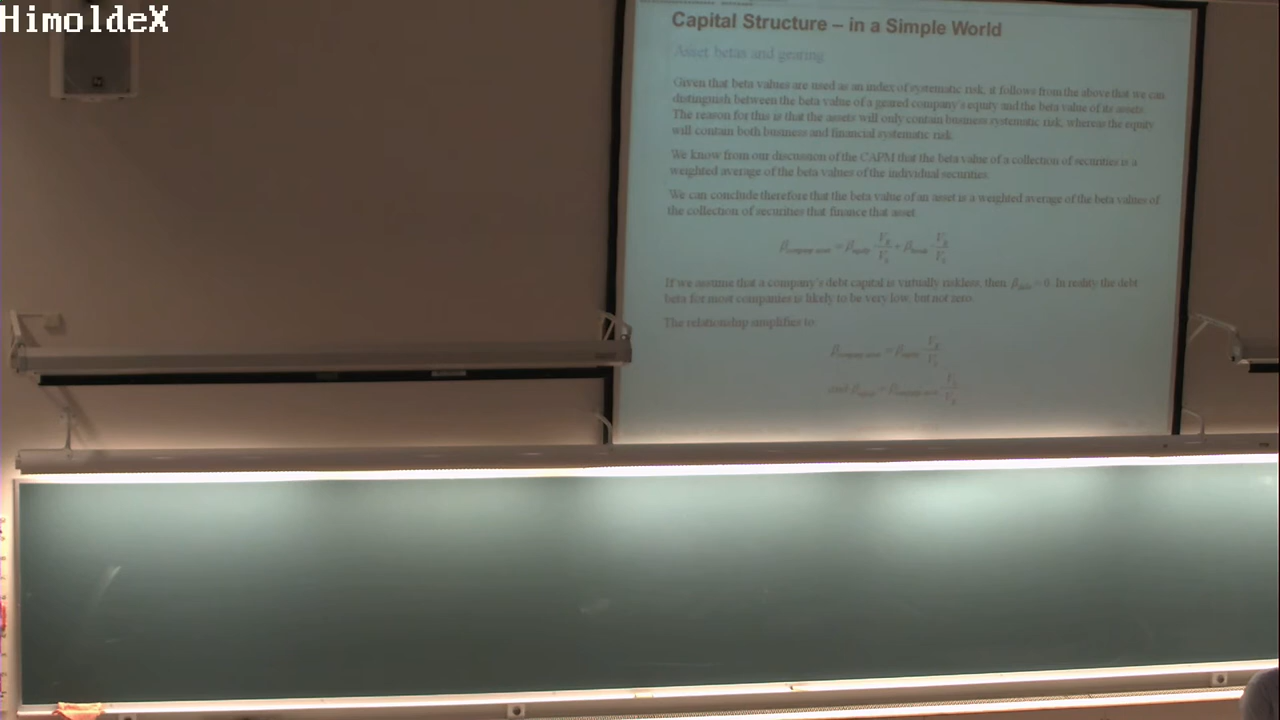 HimoldeX
Capital Structure – in a Simple World
Asset betas and gearing
Given that beta values are used as an index of systematic risk, it follows from the above that we can
distinguish between the beta value of a geared company's equity and the beta value of its assets.
The reason for this is that the assets will only contain business systematic risk, whereas the equity
will contain both business and financial systematic risk.
We know from our discussion of the CAPM that the beta value of a collection of securities is a
weighted average of the beta values of the individual securities.
We can conclude therefore that the beta value of an asset is a weighted average of the beta values of
the collection of securities that finance that asset.
If we assume that a company's debt capital is virtually riskless, then β = 0. In reality the debt
beta for most companies is likely to be very low, but not zero.
The relationship simplifies to: